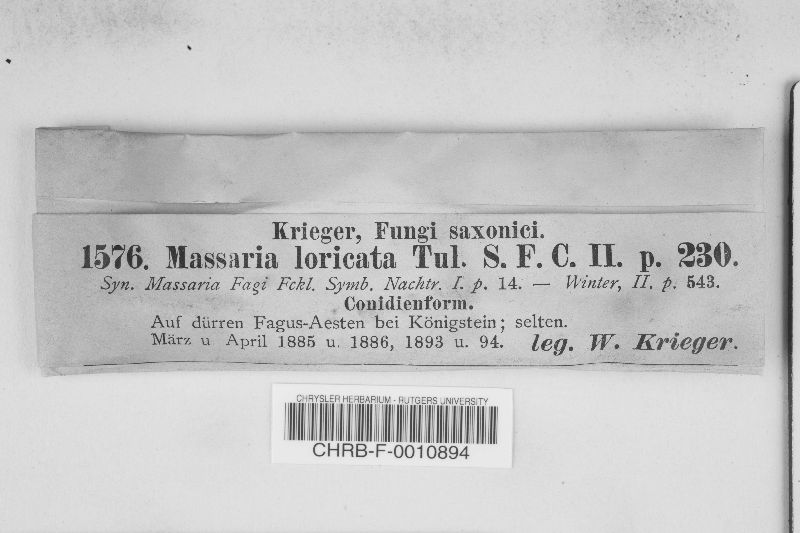 Krieger, Fungi saxonici.
1576. Massaria loricata Tul. S. F. C. II. p. 230.
Syn. Massaria Fagi Fckl. Symb. Nachtr. I. p. 14. — Winter, II. p. 543.
Conidienform.
Auf dürren Fagus-Aesten bei Königstein; selten.
März u April 1885 u. 1886, 1893 u. 94. leg. W. Krieger.
CHRYSLER HERBARIUM - RUTGERS UNIVERSITY
CHRB-F-0010894